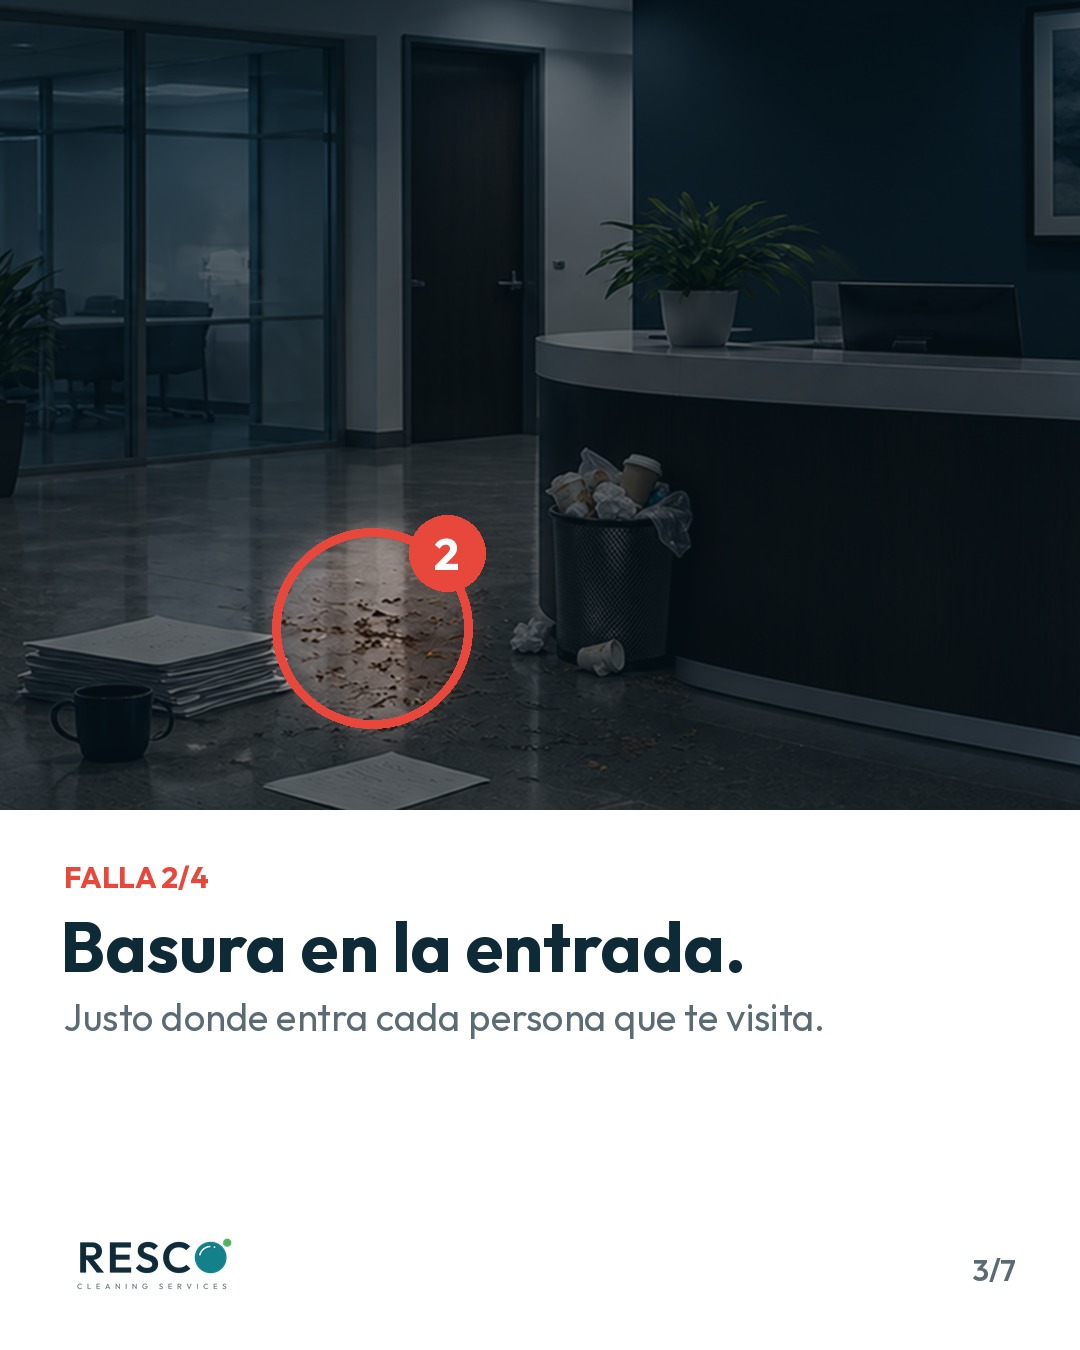 2
FALLA 2/4
Basura en la entrada.
Justo donde entra cada persona que te visita.
RESCO
CLEANING SERVICES
3/7